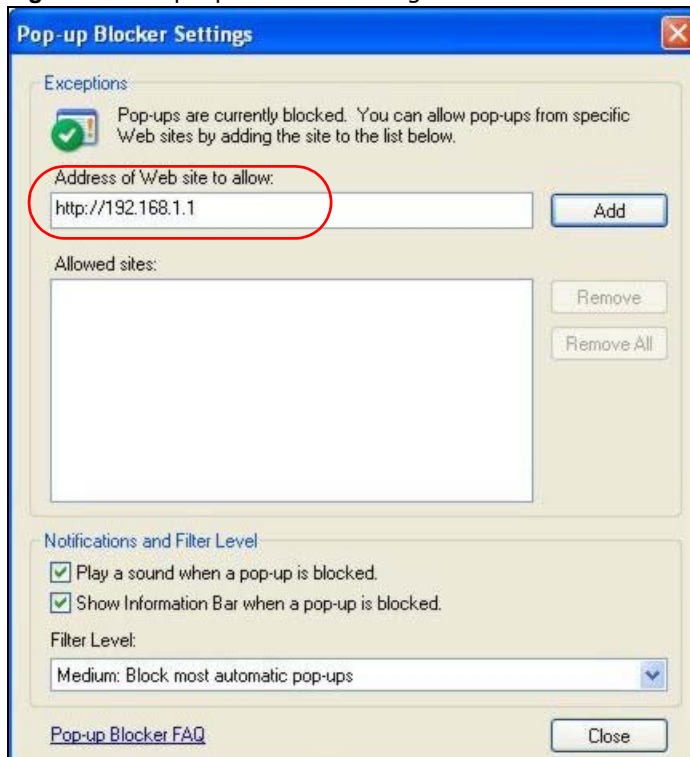 Pop-up Blocker Settings
Exceptions
Pop-ups are currently blocked. You can allow pop-ups from specific
Web sites by adding the site to the list below.
Address of Web site to allow:
http://192.168.1.1
Add
Allowed sites:
Remove
Remove All
Notifications and Filter Level
Play a sound when a pop-up is blocked.
Show Information Bar when a pop-up is blocked.
Filter Level:
Medium: Block most automatic pop-ups
Pop-up Blocker FAQ
Close